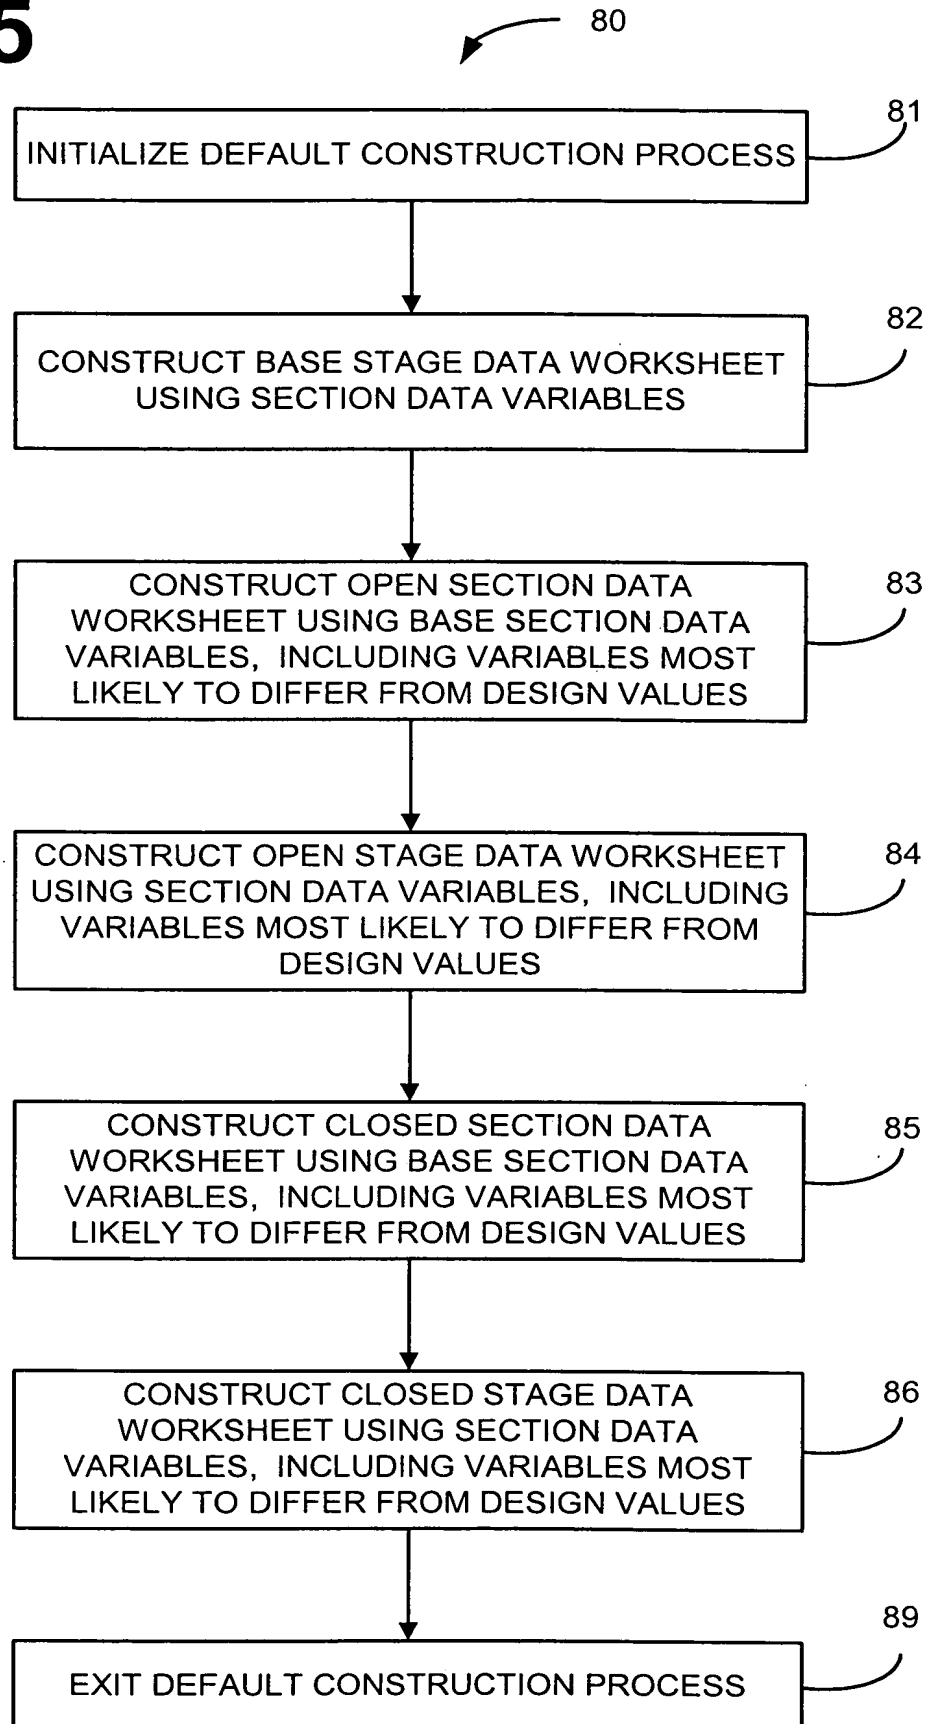 5
80
81
INITIALIZE DEFAULT CONSTRUCTION PROCESS
82
CONSTRUCT BASE STAGE DATA WORKSHEET
USING SECTION DATA VARIABLES
83
CONSTRUCT OPEN SECTION DATA
WORKSHEET USING BASE SECTION DATA
VARIABLES, INCLUDING VARIABLES MOST
LIKELY TO DIFFER FROM DESIGN VALUES
84
CONSTRUCT OPEN STAGE DATA WORKSHEET
USING SECTION DATA VARIABLES, INCLUDING
VARIABLES MOST LIKELY TO DIFFER FROM
DESIGN VALUES
85
CONSTRUCT CLOSED SECTION DATA
WORKSHEET USING BASE SECTION DATA
VARIABLES, INCLUDING VARIABLES MOST
LIKELY TO DIFFER FROM DESIGN VALUES
86
CONSTRUCT CLOSED STAGE DATA
WORKSHEET USING SECTION DATA
VARIABLES, INCLUDING VARIABLES MOST
LIKELY TO DIFFER FROM DESIGN VALUES
89
EXIT DEFAULT CONSTRUCTION PROCESS